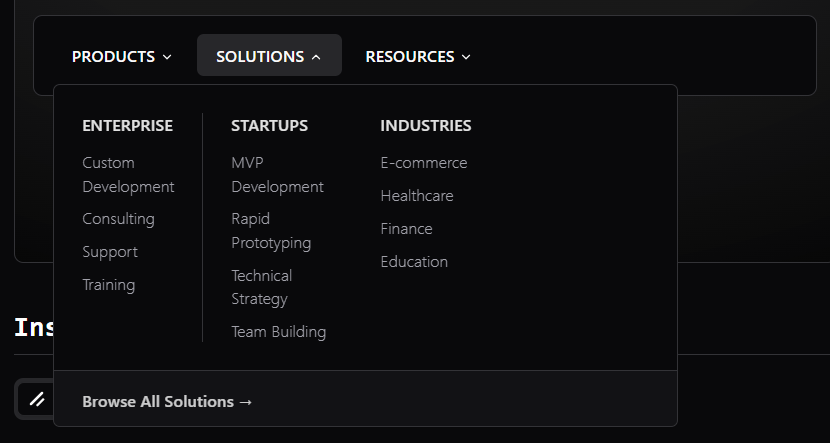 PRODUCTS SOLUTIONS RESOURCES
ENTERPRISE
Custom
Development
Consulting
Support
Training
STARTUPS
MVP
Development
Rapid
Prototyping
Technical
Strategy
Team Building
INDUSTRIES
E-commerce
Healthcare
Finance
Education
Ins
Browse All Solutions →